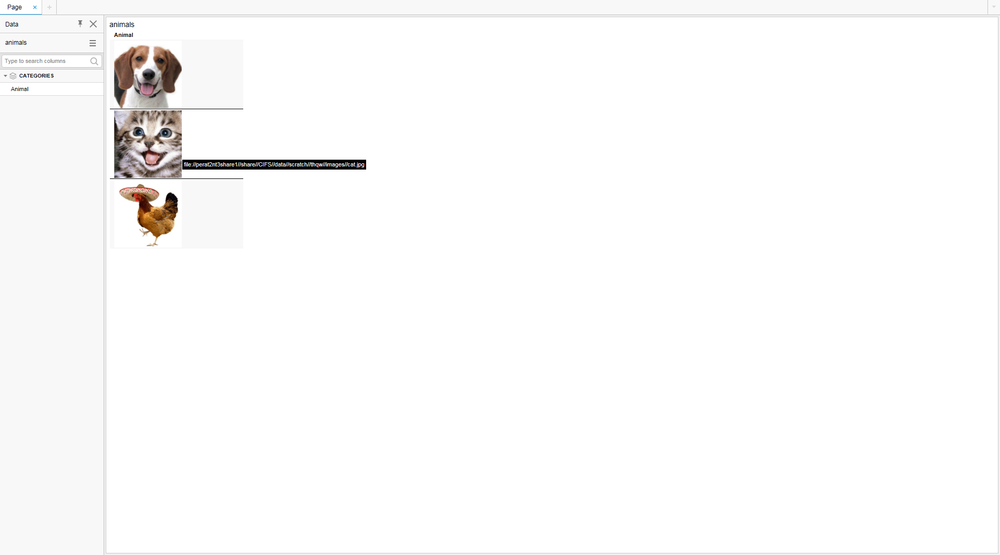 Page
Data
animals
Type to search columns
CATEGORIES
Animal
animals
Animal
file://perat2nt3share1//share//CIFS//data//scratch//thqw//images//cat.jpg